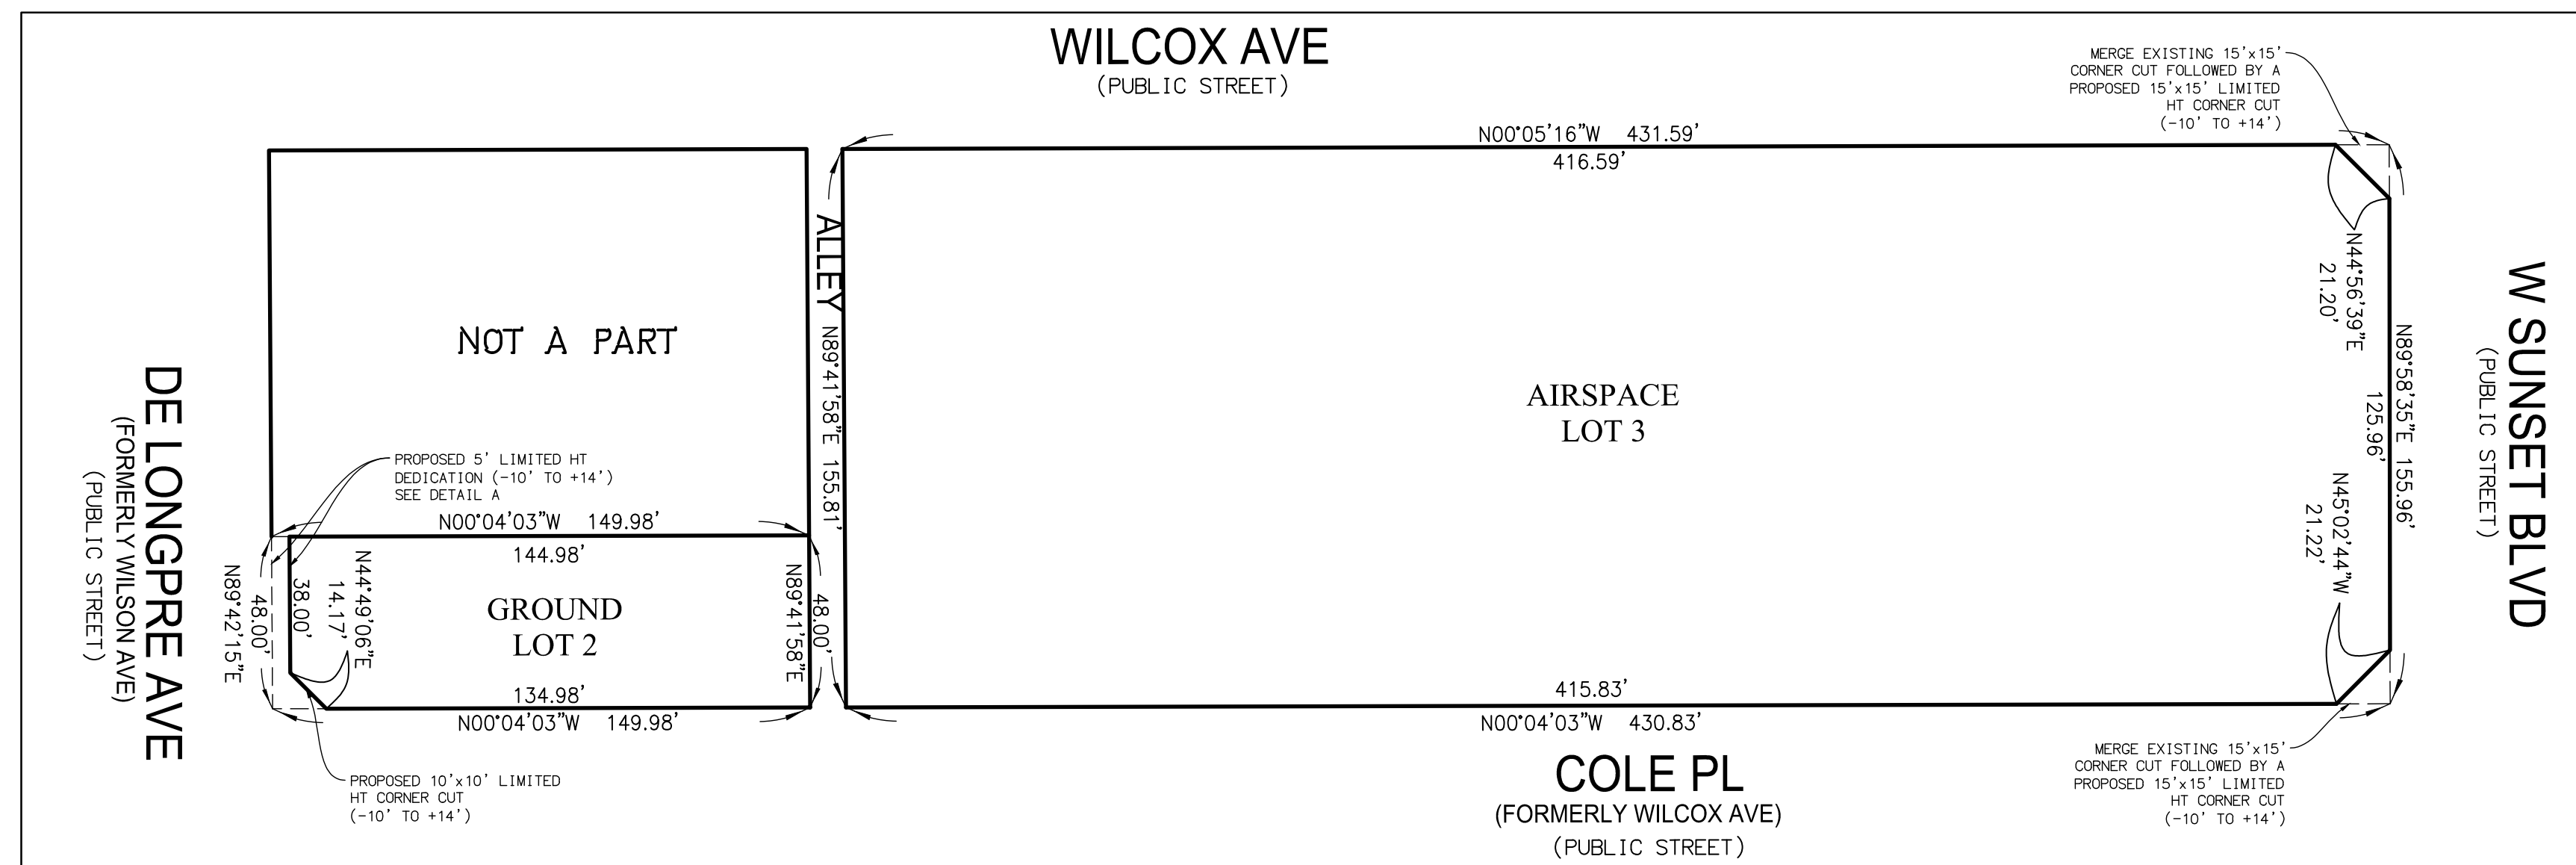 WILCOX AVE
(PUBLIC STREET)
MERGE EXISTING 15'x15'
CORNER CUT FOLLOWED BY A
PROPOSED 15'x15' LIMITED
HT CORNER CUT
(-10' TO +14')
N00°05'16"W 431.59'
416.59'
ALLEY
N89°41'58"E 155.81'
NOT A PART
AIRSPACE
LOT 3
N44°56'39"E
21.20'
N89°58'35"E 155.96'
125.96'
N45°02'44"W
21.22'
W SUNSET BLVD
(PUBLIC STREET)
DE LONGPRE AVE
(FORMERLY WILSON AVE)
(PUBLIC STREET)
PROPOSED 5' LIMITED HT
DEDICATION (-10' TO +14')
SEE DETAIL A
N00°04'03"W 149.98'
144.98'
N89°42'15"E
48.00'
38.00'
14.17'
N44°49'06"E
GROUND
LOT 2
N89°41'58"E
48.00'
134.98'
N00°04'03"W 149.98'
PROPOSED 10'x10' LIMITED
HT CORNER CUT
(-10' TO +14')
415.83'
N00°04'03"W 430.83'
COLE PL
(FORMERLY WILCOX AVE)
(PUBLIC STREET)
MERGE EXISTING 15'x15'
CORNER CUT FOLLOWED BY A
PROPOSED 15'x15' LIMITED
HT CORNER CUT
(-10' TO +14')